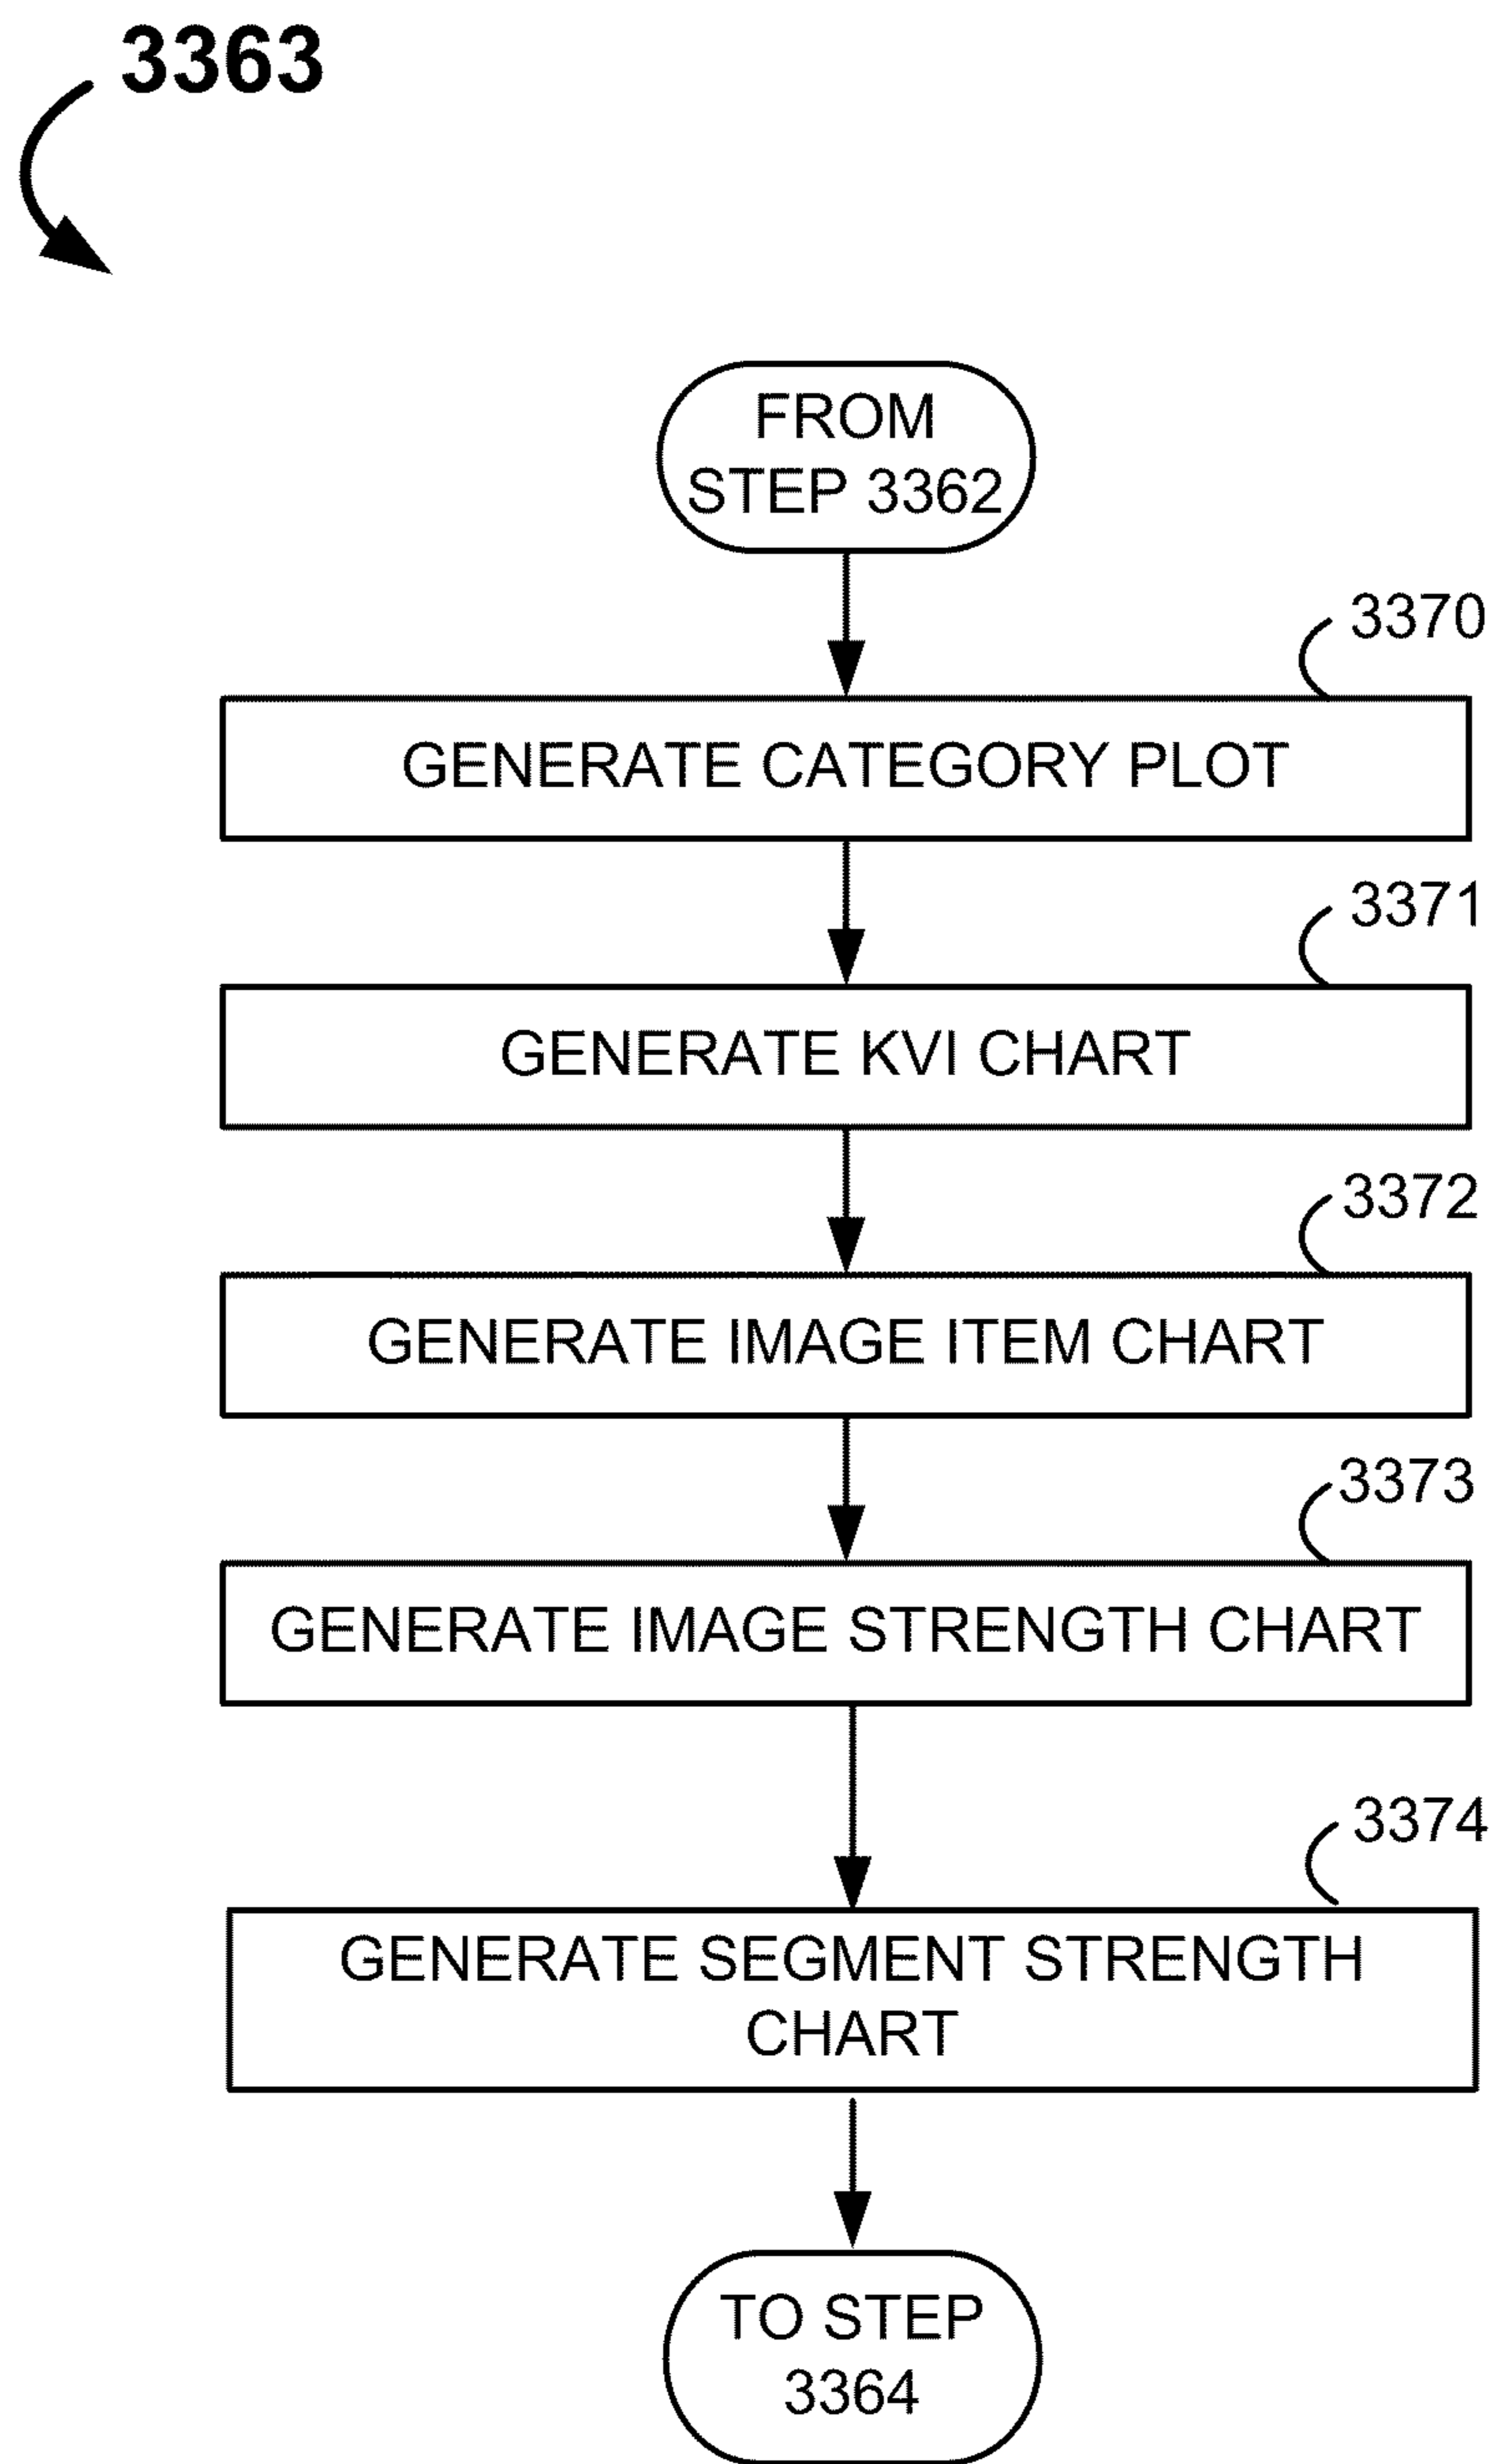 3363
FROM
STEP 3362
3370
GENERATE CATEGORY PLOT
3371
GENERATE KVI CHART
3372
GENERATE IMAGE ITEM CHART
3373
GENERATE IMAGE STRENGTH CHART
3374
GENERATE SEGMENT STRENGTH
CHART
TO STEP
3364